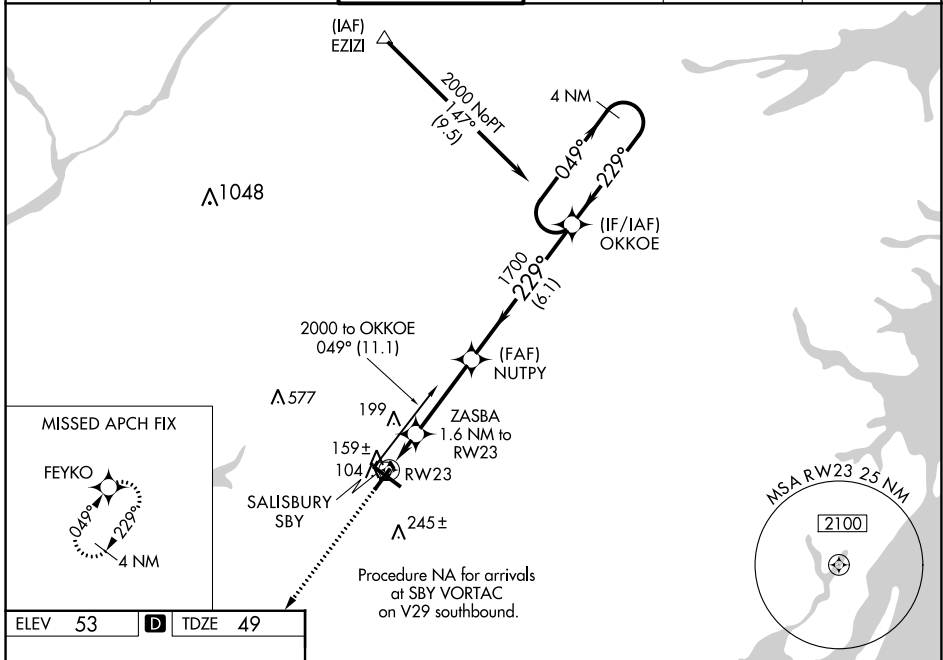 (IAF)
EZIZI
2000 NoPT
147°
(9.5)
4 NM
049°
229°
1048
(IF/IAF)
OKKOE
1700
229°
(6.1)
2000 to OKKOE
049° (11.1)
(FAF)
NUTPY
577
199
ZASBA
1.6 NM to
RW23
159±
104
RW23
SALISBURY
SBY
245±
MISSED APCH FIX
FEYKO
049°
229°
4 NM
MSA RW23 25 NM
2100
Procedure NA for arrivals
at SBY VORTAC
on V29 southbound.
ELEV 53 D TDZE 49